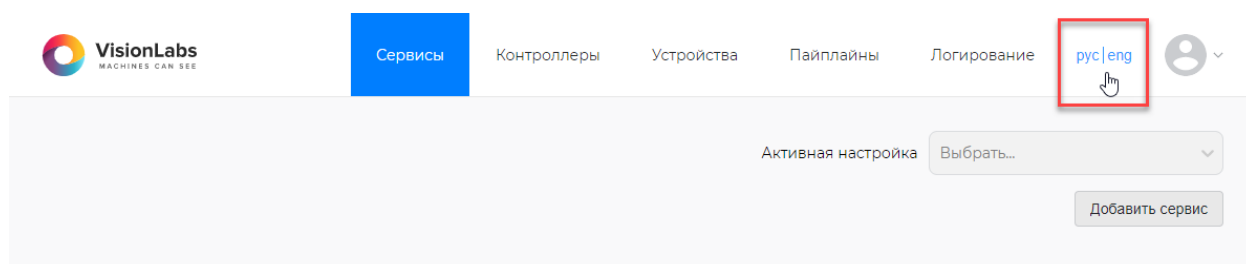 VisionLabs
MACHINES CAN SEE
Сервисы Контроллеры Устройства Пайплайны Логирование рус|eng
Активная настройка Выбрать...
Добавить сервис